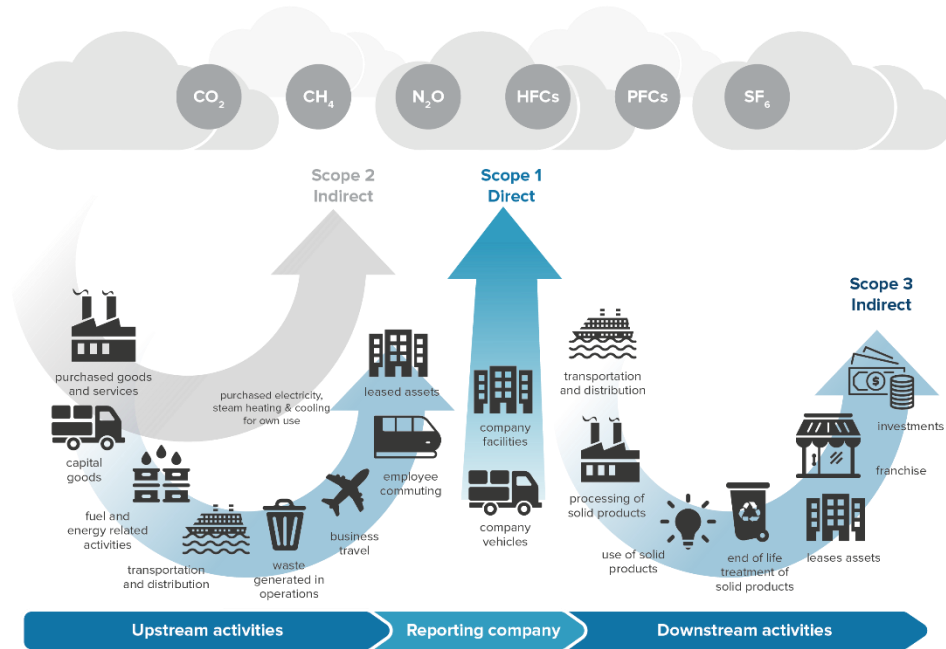 CO₂
CH₄
N₂O
HFCs
PFCs
SF₆
Scope 2
Indirect
Scope 1
Direct
Scope 3
Indirect
purchased goods
and services
capital
goods
fuel and
energy related
activities
transportation
and distribution
waste
generated in
operations
business
travel
employee
commuting
leased assets
purchased electricity,
steam heating & cooling
for own use
company
facilities
company
vehicles
transportation
and distribution
processing of
solid products
use of solid
products
end of life
treatment of
solid products
leases assets
franchise
$
investments
Upstream activities
Reporting company
Downstream activities